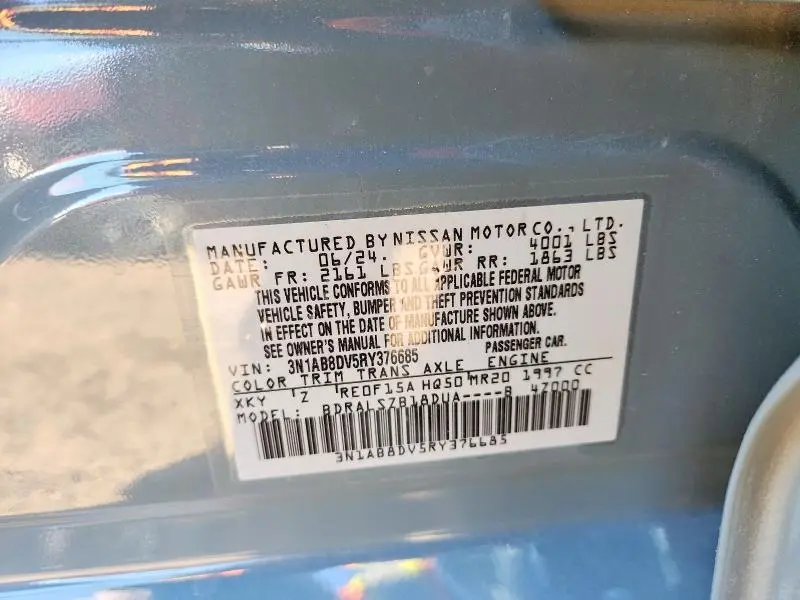 MANUFACTURED BY NISSAN MOTOR CO., LTD.
DATE: 06/24. GVWR: 4001 LBS
GAWR FR: 2161 LBS GAWR RR: 1863 LBS
THIS VEHICLE CONFORMS TO ALL APPLICABLE FEDERAL MOTOR
VEHICLE SAFETY, BUMPER AND THEFT PREVENTION STANDARDS
IN EFFECT ON THE DATE OF MANUFACTURE SHOWN ABOVE.
SEE OWNER'S MANUAL FOR ADDITIONAL INFORMATION.
VIN: 3N1AB8DV5RY376685 PASSENGER CAR.
COLOR TRIM TRANS AXLE ENGINE
XKY Z RE0F15A HQ50 MR20 1997 CC
MODEL: BDRALSZB18DUA----B 4Z000
3N1AB8DV5RY376685